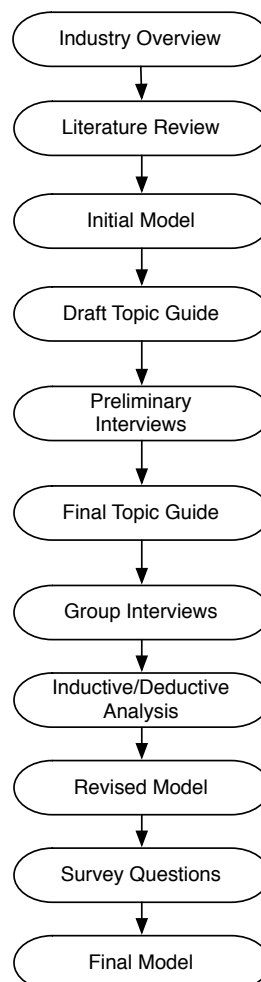 Industry Overview
Literature Review
Initial Model
Draft Topic Guide
Preliminary
Interviews
Final Topic Guide
Group Interviews
Inductive/Deductive
Analysis
Revised Model
Survey Questions
Final Model